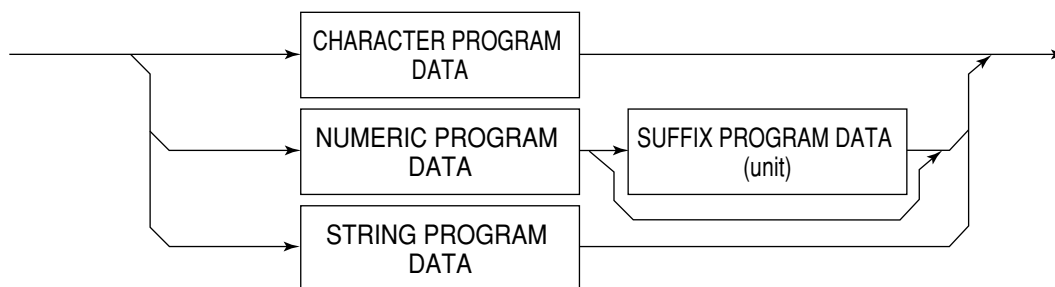 CHARACTER PROGRAM
DATA
NUMERIC PROGRAM
DATA
SUFFIX PROGRAM DATA
(unit)
STRING PROGRAM
DATA